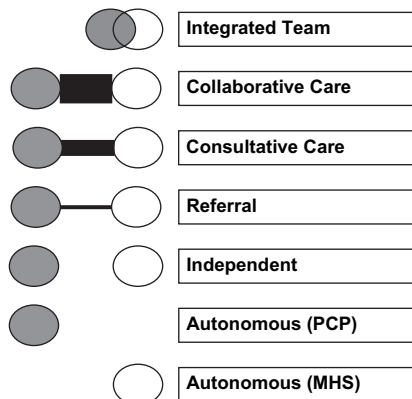 Integrated Team
Collaborative Care
Consultative Care
Referral
Independent
Autonomous (PCP)
Autonomous (MHS)